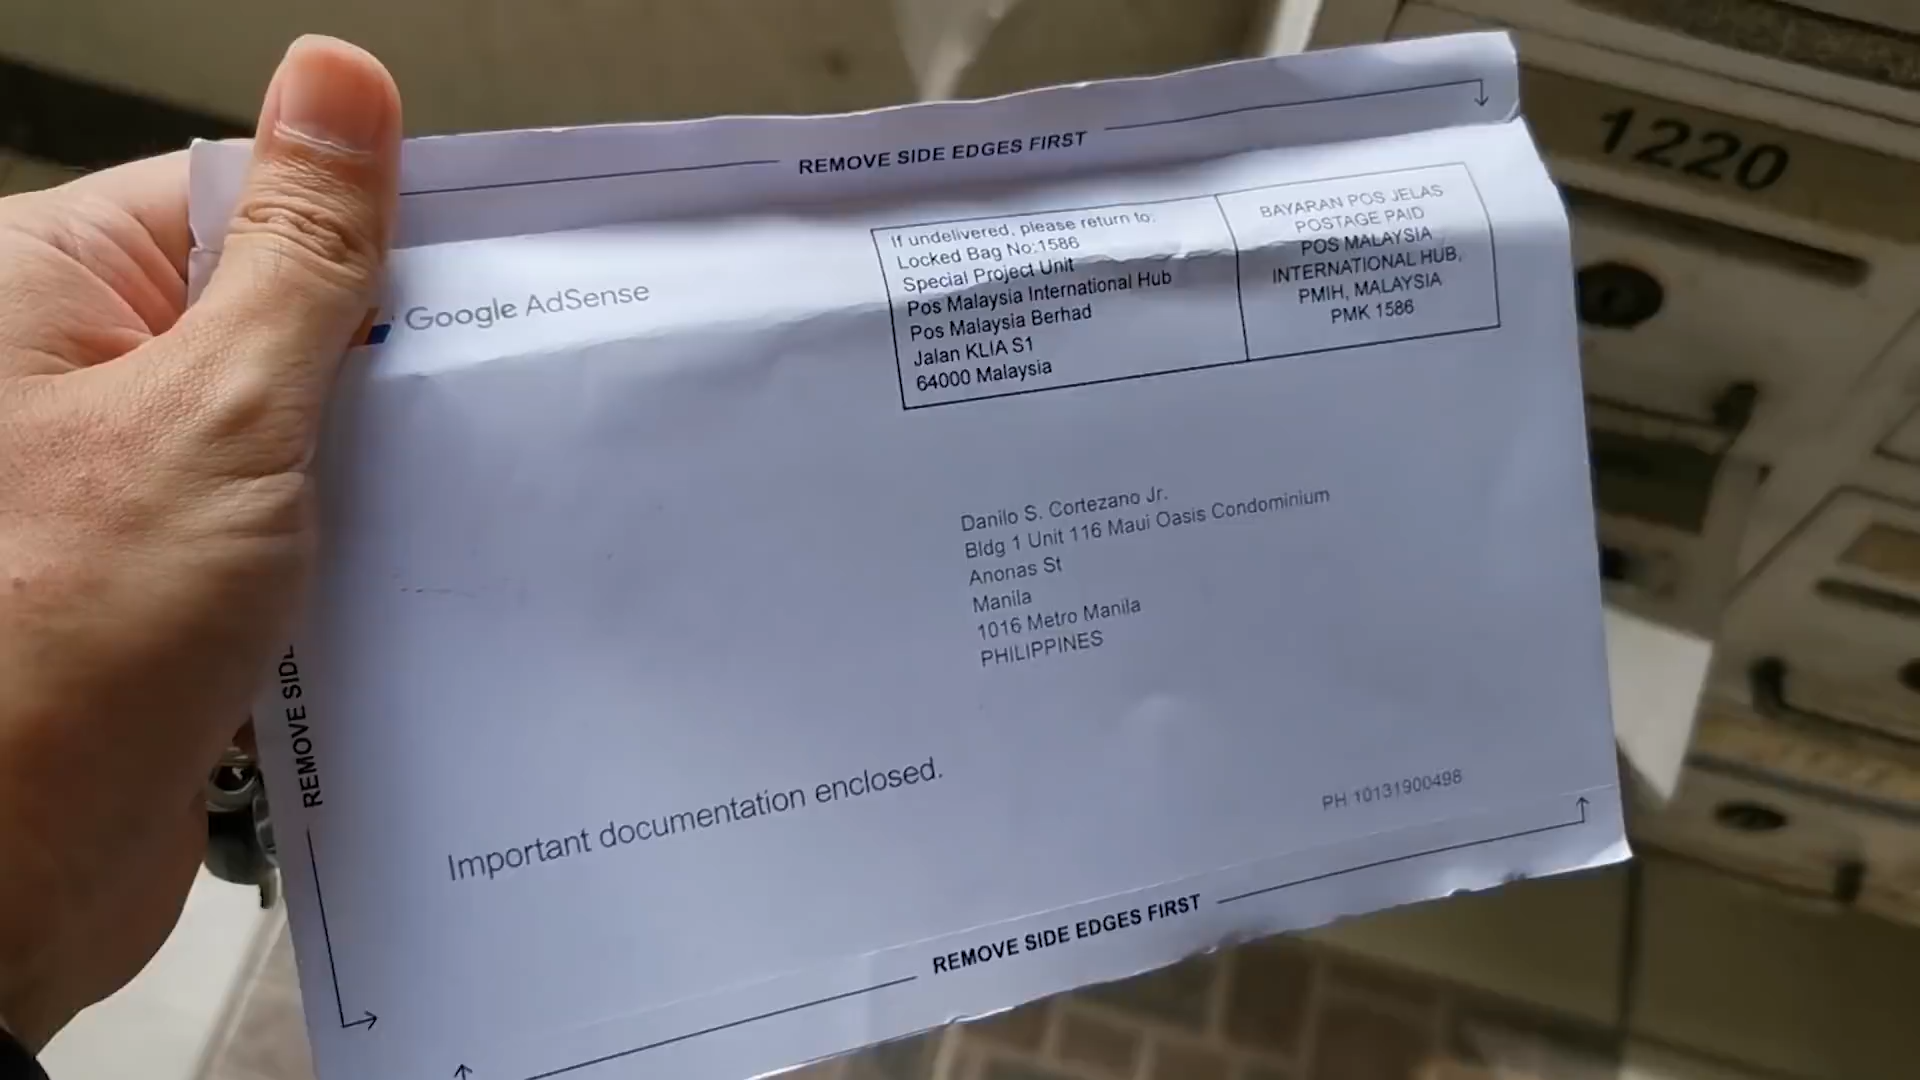 REMOVE SIDE EDGES FIRST
1220
Google AdSense
If undelivered, please return to:
Locked Bag No:1586
Special Project Unit
Pos Malaysia International Hub
Pos Malaysia Berhad
Jalan KLIA S1
64000 Malaysia
BAYARAN POS JELAS
POSTAGE PAID
POS MALAYSIA
INTERNATIONAL HUB,
PMIH, MALAYSIA
PMK 1586
Danilo S. Cortezano Jr.
Bldg 1 Unit 116 Maui Oasis Condominium
Anonas St
Manila
1016 Metro Manila
PHILIPPINES
REMOVE SIDE
Important documentation enclosed.
PH 10131900498
REMOVE SIDE EDGES FIRST